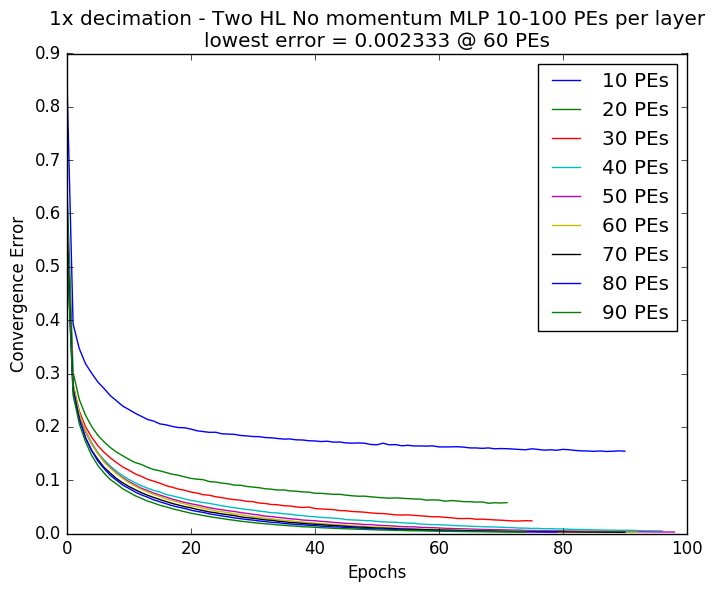 1x decimation - Two HL No momentum MLP 10-100 PEs per layer
lowest error = 0.002333 @ 60 PEs
0.9
0.8
0.7
0.6
0.5
0.4
0.3
0.2
0.1
0.0
Convergence Error
10 PEs
20 PEs
30 PEs
40 PEs
50 PEs
60 PEs
70 PEs
80 PEs
90 PEs
0 20 40 60 80 100
Epochs